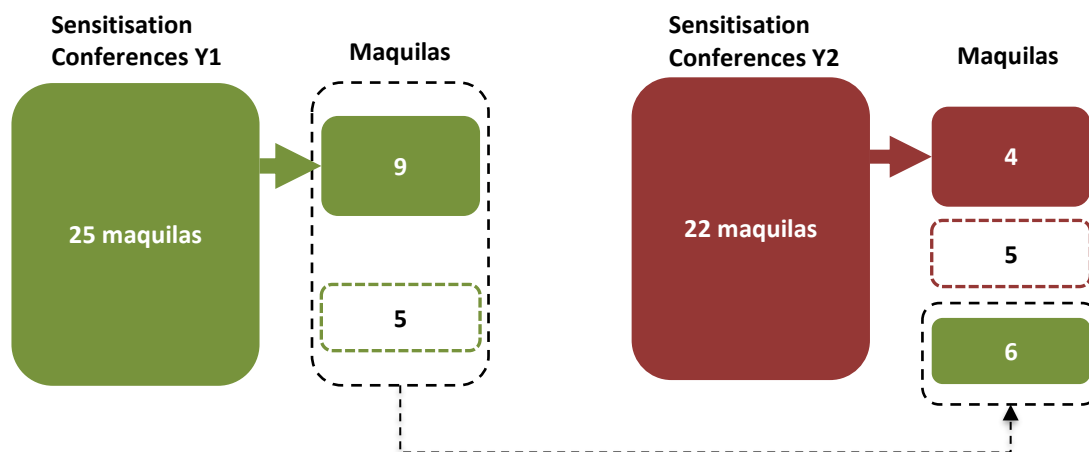 Sensitisation
Conferences Y1
Maquilas
25 maquilas
9
5
Sensitisation
Conferences Y2
Maquilas
22 maquilas
4
5
6